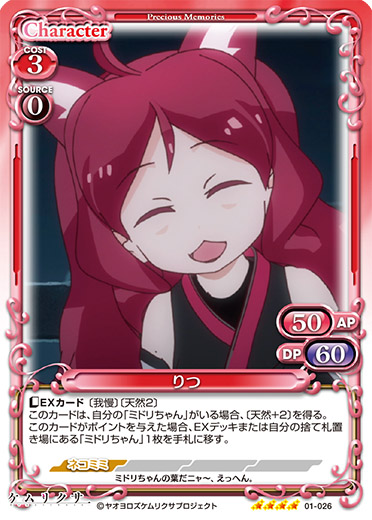 Precious Memories
Character
COST
3
SOURCE
0
50 AP
DP 60
りつ
EXカード〔我慢〕〔天然2〕
このカードは、自分の「ミドリちゃん」がいる場合、〔天然+2〕を得る。
このカードがポイントを与えた場合、EXデッキまたは自分の捨て札置
き場にある「ミドリちゃん」1枚を手札に移す。
ネコミミ
ミドリちゃんの葉だニャ～、えっへん。
ケムリクサ
©ヤオヨロズケムリクサプロジェクト
★★★★ 01-026